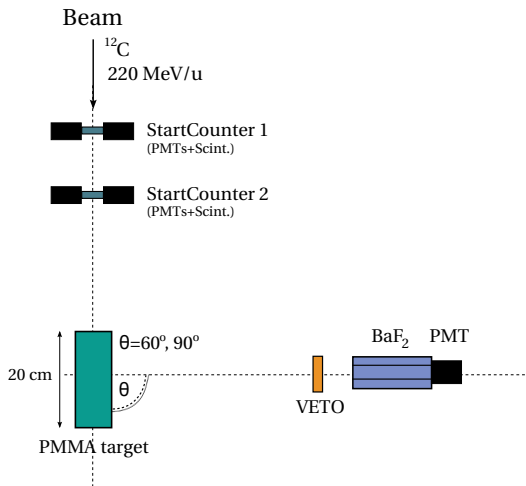 Beam
¹²C
220 MeV/u
StartCounter 1
(PMTs+Scint.)
StartCounter 2
(PMTs+Scint.)
θ=60°, 90°
BaF₂ PMT
20 cm
θ
VETO
PMMA target